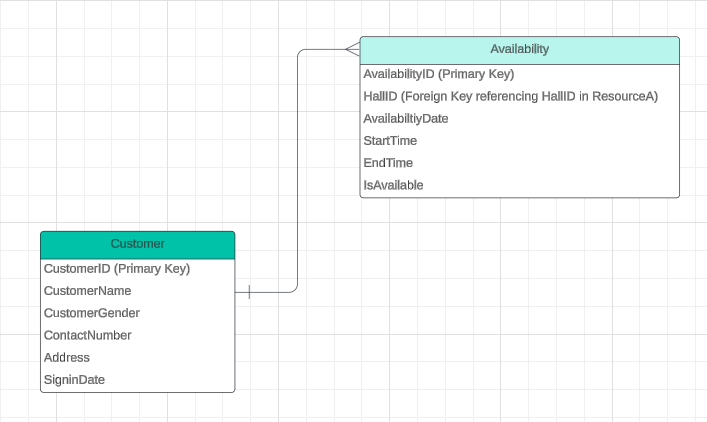 Availability
AvailabilityID (Primary Key)
HallID (Foreign Key referencing HallID in ResourceA)
AvailabiltiyDate
StartTime
EndTime
IsAvailable
Customer
CustomerID (Primary Key)
CustomerName
CustomerGender
ContactNumber
Address
SigninDate